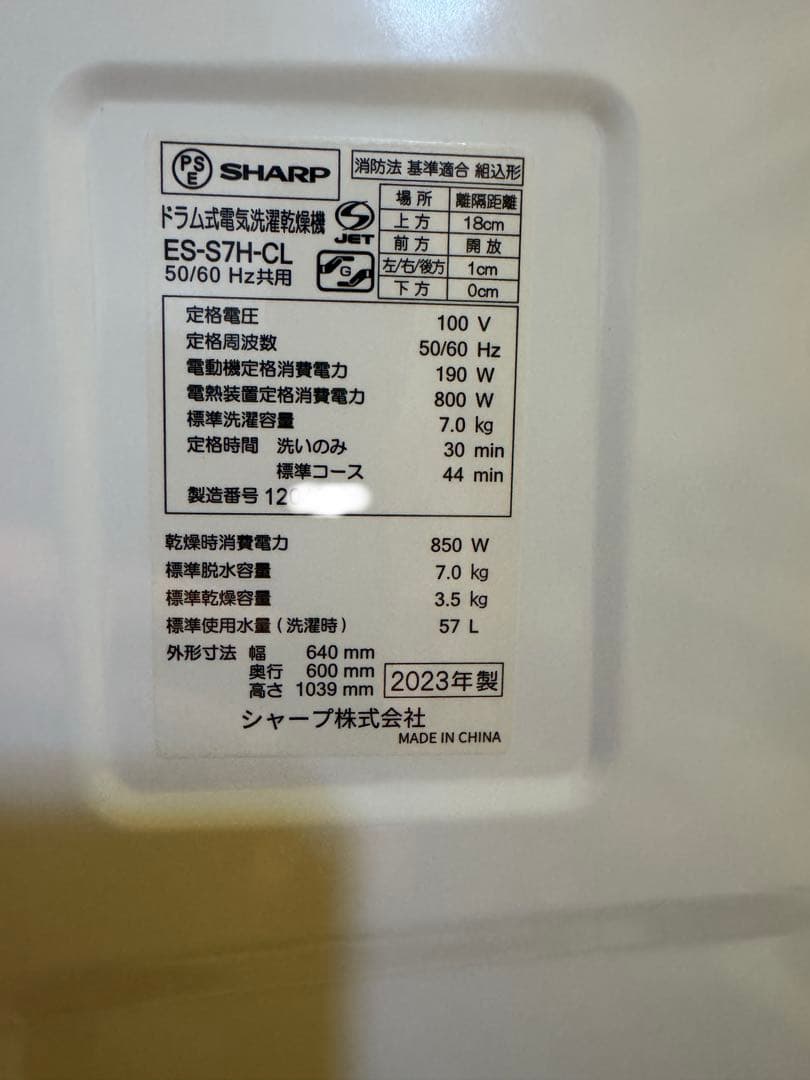 PSE SHARP
消防法 基準適合 組込形
場所 離隔距離
上方 18cm
前方 開放
左/右/後方 1cm
下方 0cm
ドラム式電気洗濯乾燥機
S JET
ES-S7H-CL
50/60 Hz共用
G
定格電圧 100 V
定格周波数 50/60 Hz
電動機定格消費電力 190 W
電熱装置定格消費電力 800 W
標準洗濯容量 7.0 kg
定格時間 洗いのみ 30 min
標準コース 44 min
製造番号 12
乾燥時消費電力 850 W
標準脱水容量 7.0 kg
標準乾燥容量 3.5 kg
標準使用水量(洗濯時) 57 L
外形寸法 幅 640 mm
奥行 600 mm
高さ 1039 mm
2023年製
シャープ株式会社
MADE IN CHINA